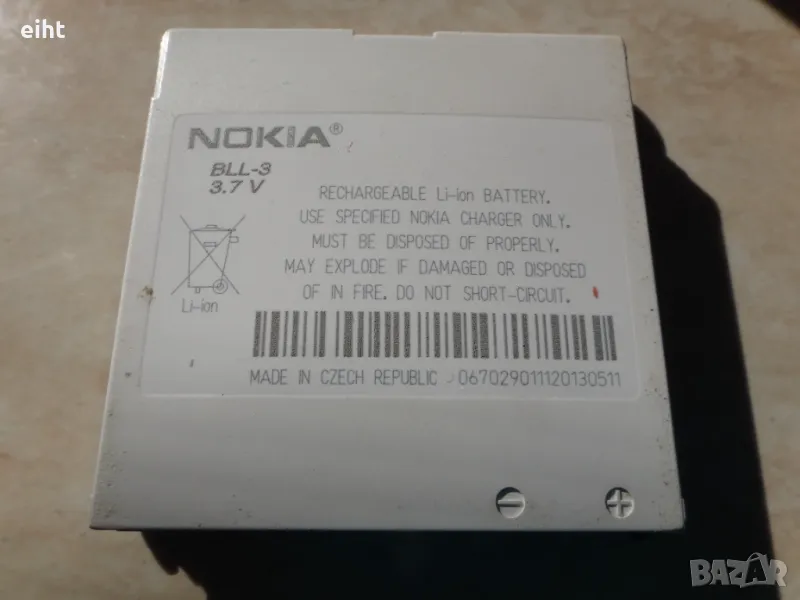 eiht
NOKIA®
BLL-3
3.7 V
RECHARGEABLE Li-ion BATTERY.
USE SPECIFIED NOKIA CHARGER ONLY.
MUST BE DISPOSED OF PROPERLY.
MAY EXPLODE IF DAMAGED OR DISPOSED
OF IN FIRE. DO NOT SHORT-CIRCUIT.
Li-ion
MADE IN CZECH REPUBLIC 0670290111120130511
- +
BAZAR